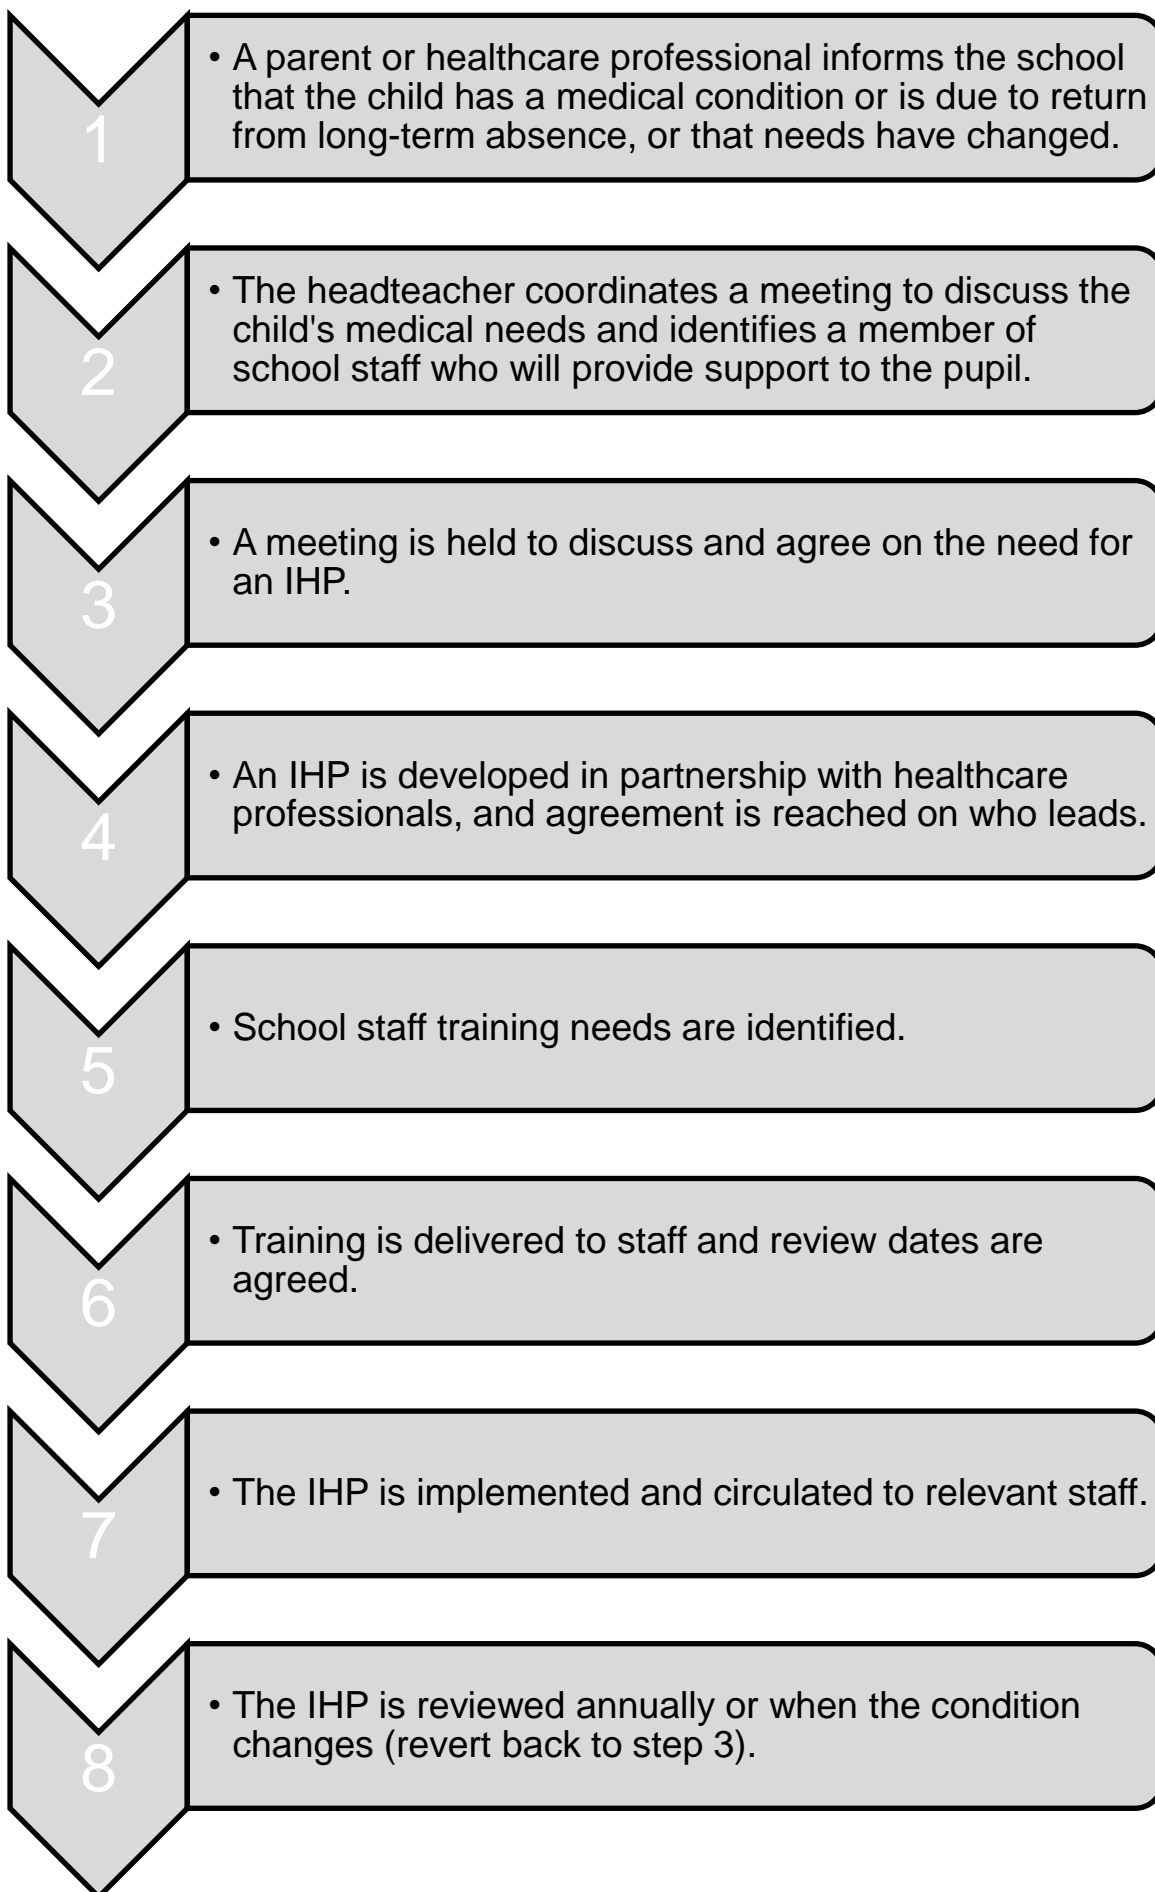 1
• A parent or healthcare professional informs the school
that the child has a medical condition or is due to return
from long-term absence, or that needs have changed.
2
• The headteacher coordinates a meeting to discuss the
child's medical needs and identifies a member of
school staff who will provide support to the pupil.
3
• A meeting is held to discuss and agree on the need for
an IHP.
4
• An IHP is developed in partnership with healthcare
professionals, and agreement is reached on who leads.
5
• School staff training needs are identified.
6
• Training is delivered to staff and review dates are
agreed.
7
• The IHP is implemented and circulated to relevant staff.
8
• The IHP is reviewed annually or when the condition
changes (revert back to step 3).